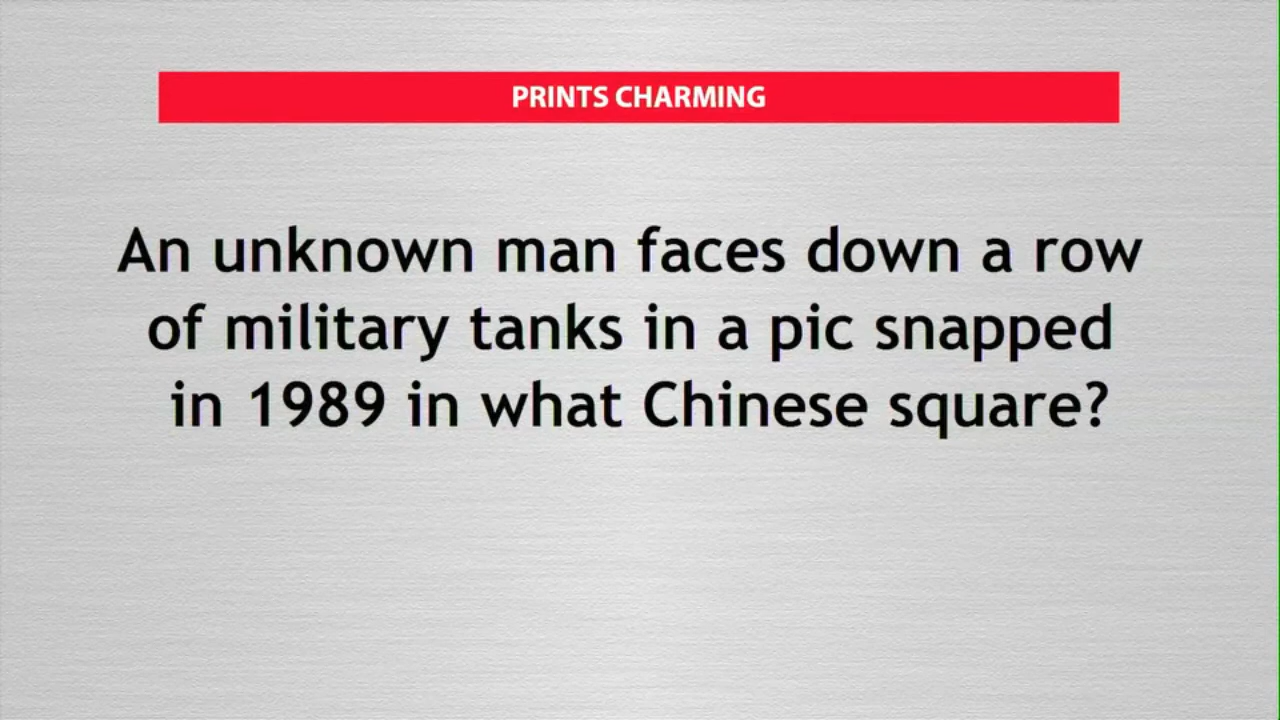 PRINTS CHARMING
An unknown man faces down a row
of military tanks in a pic snapped
in 1989 in what Chinese square?